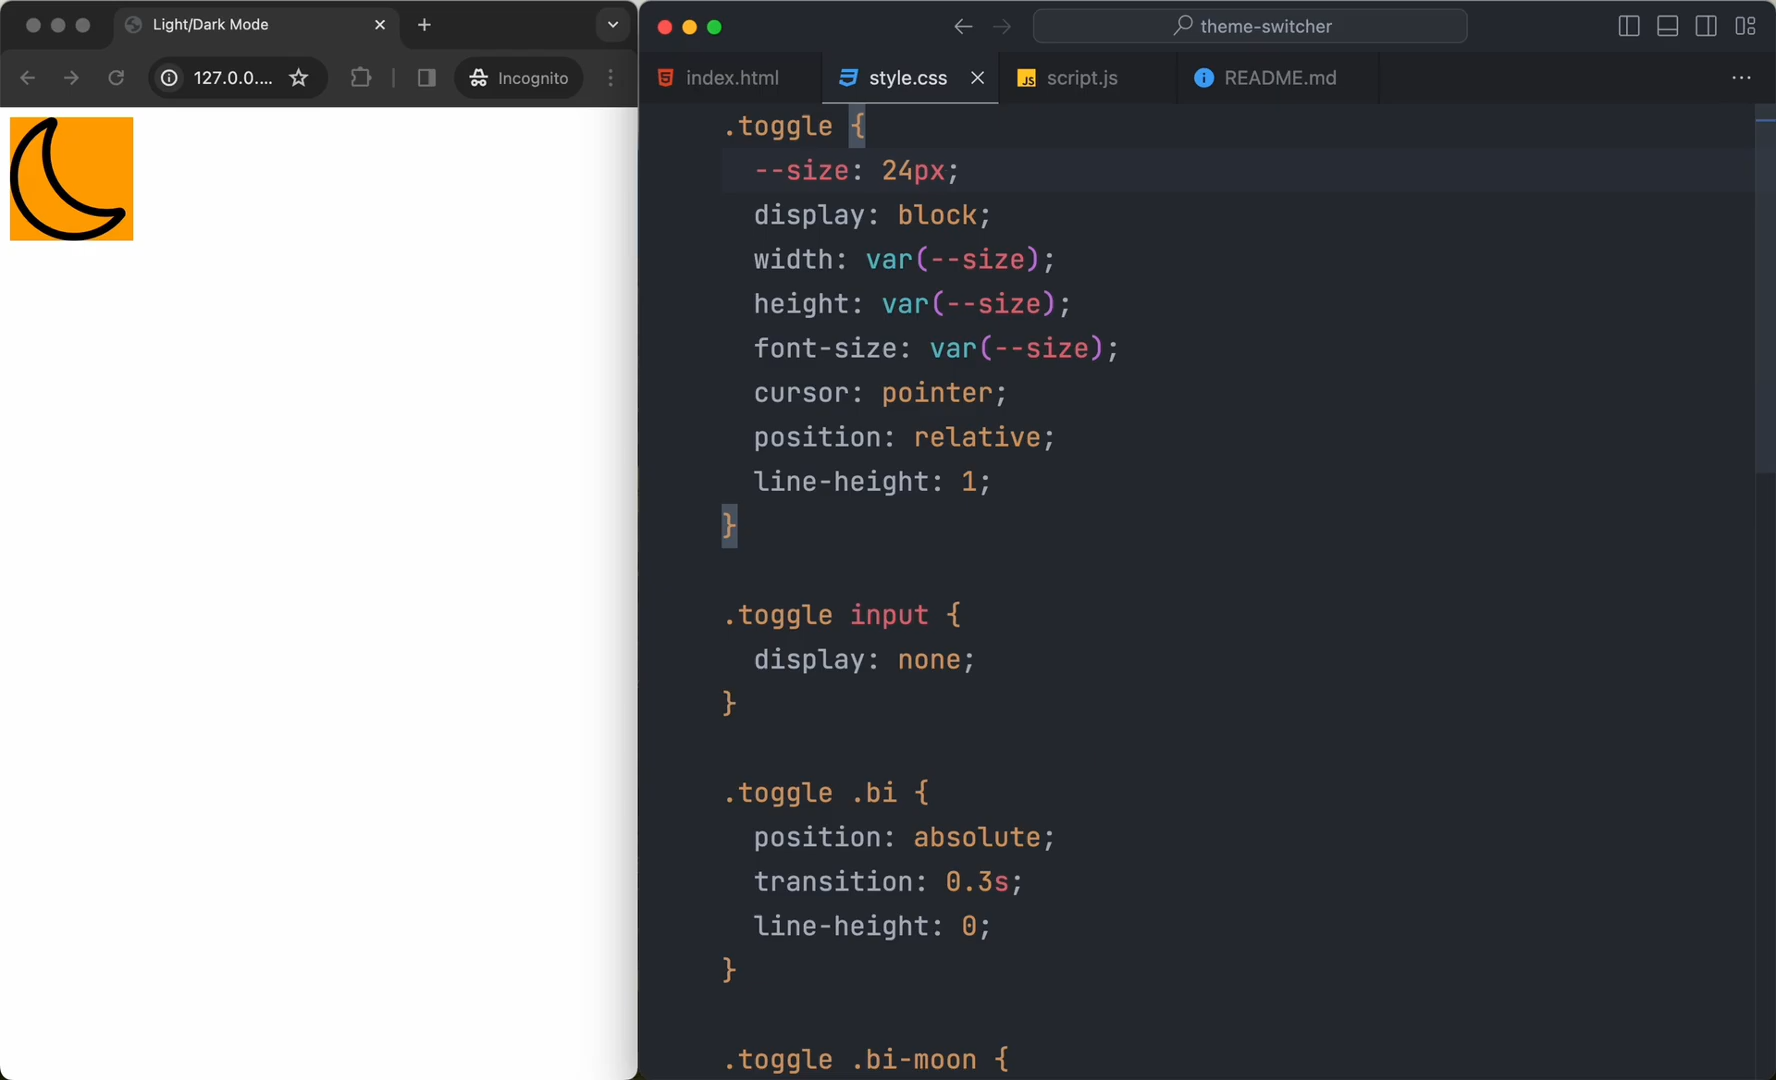 Light/Dark Mode
127.0.0....
Incognito
theme-switcher
index.html
style.css
JS script.js
README.md
.toggle {
--size: 24px;
display: block;
width: var(--size);
height: var(--size);
font-size: var(--size);
cursor: pointer;
position: relative;
line-height: 1;
}
.toggle input {
display: none;
}
.toggle .bi {
position: absolute;
transition: 0.3s;
line-height: 0;
}
.toggle .bi-moon {